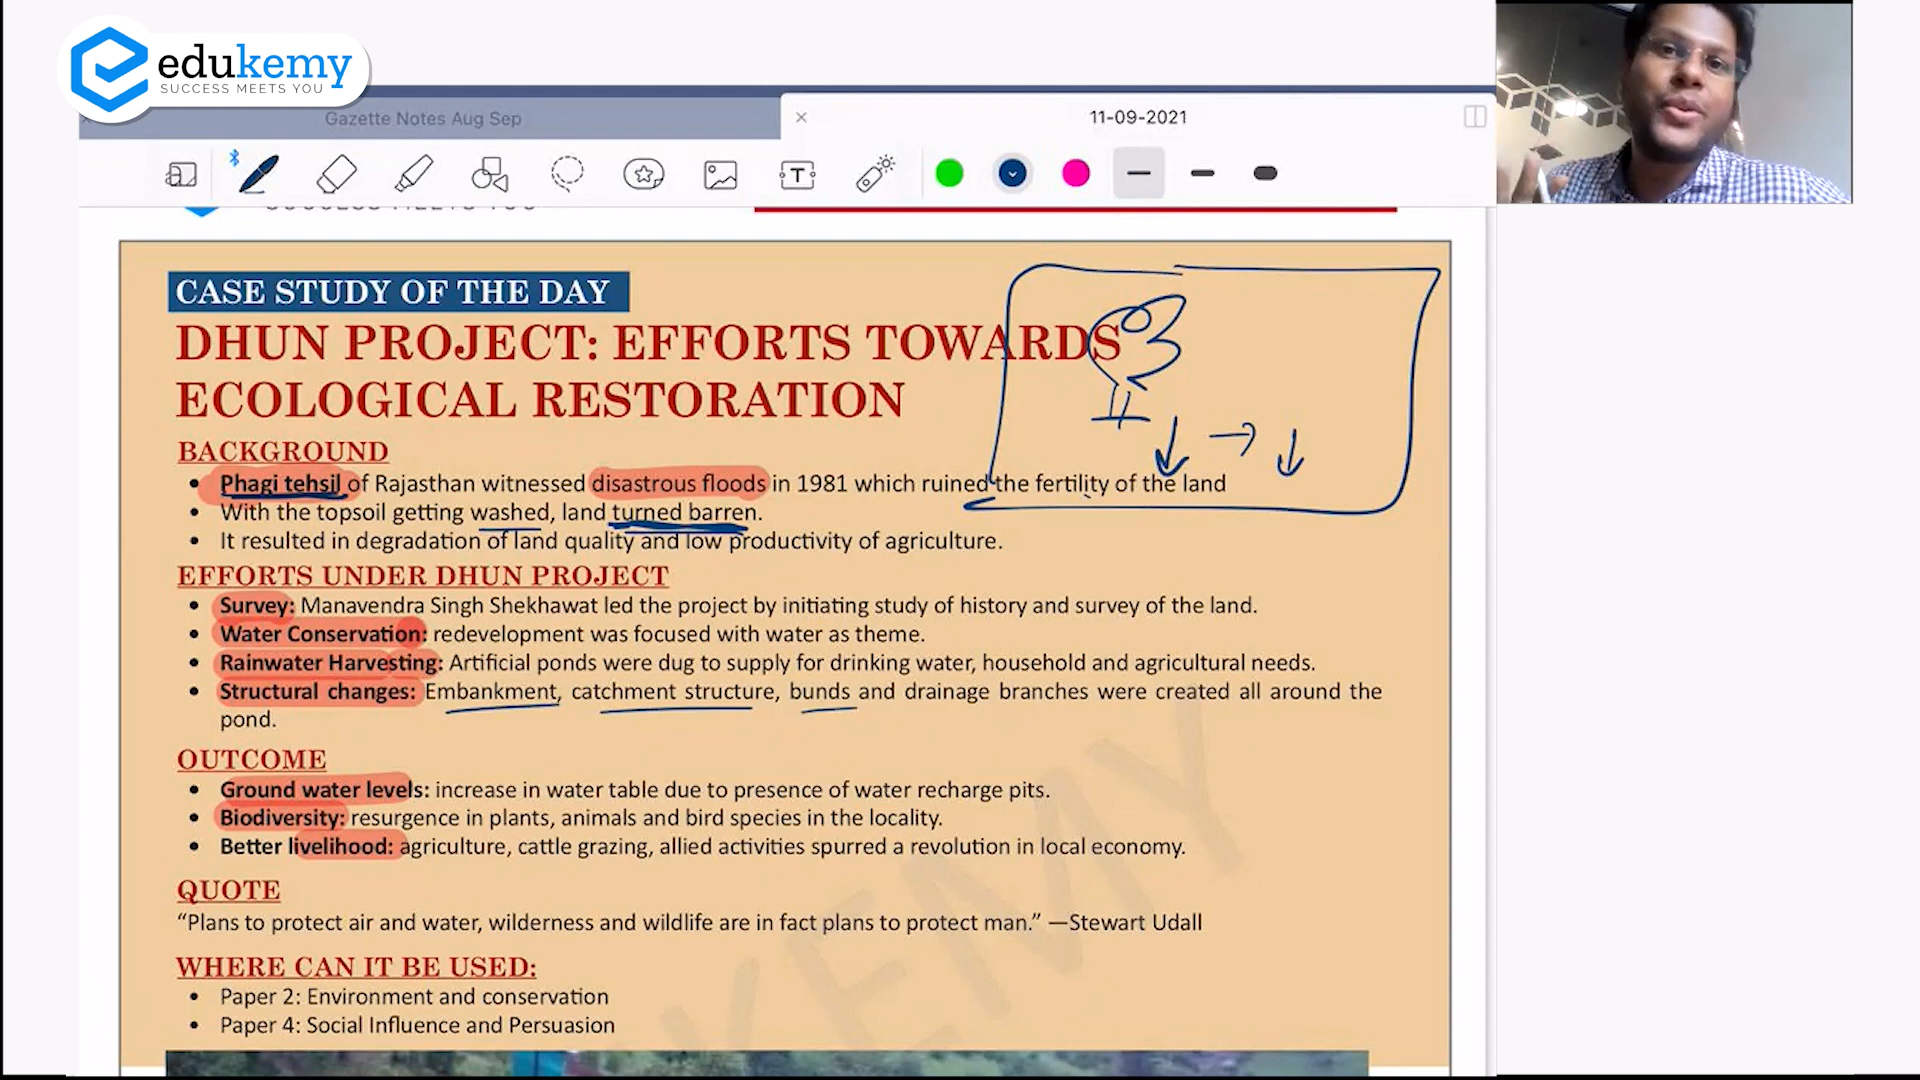 edukemy
SUCCESS MEETS YOU
Gazette Notes Aug Sep
11-09-2021
CASE STUDY OF THE DAY
DHUN PROJECT: EFFORTS TOWARDS
ECOLOGICAL RESTORATION
BACKGROUND
• Phagi tehsil of Rajasthan witnessed disastrous floods in 1981 which ruined the fertility of the land
• With the topsoil getting washed, land turned barren.
• It resulted in degradation of land quality and low productivity of agriculture.
EFFORTS UNDER DHUN PROJECT
• Survey: Manavendra Singh Shekhawat led the project by initiating study of history and survey of the land.
• Water Conservation: redevelopment was focused with water as theme.
• Rainwater Harvesting: Artificial ponds were dug to supply for drinking water, household and agricultural needs.
• Structural changes: Embankment, catchment structure, bunds and drainage branches were created all around the
pond.
OUTCOME
• Ground water levels: increase in water table due to presence of water recharge pits.
• Biodiversity: resurgence in plants, animals and bird species in the locality.
• Better livelihood: agriculture, cattle grazing, allied activities spurred a revolution in local economy.
QUOTE
“Plans to protect air and water, wilderness and wildlife are in fact plans to protect man.” —Stewart Udall
WHERE CAN IT BE USED:
• Paper 2: Environment and conservation
• Paper 4: Social Influence and Persuasion